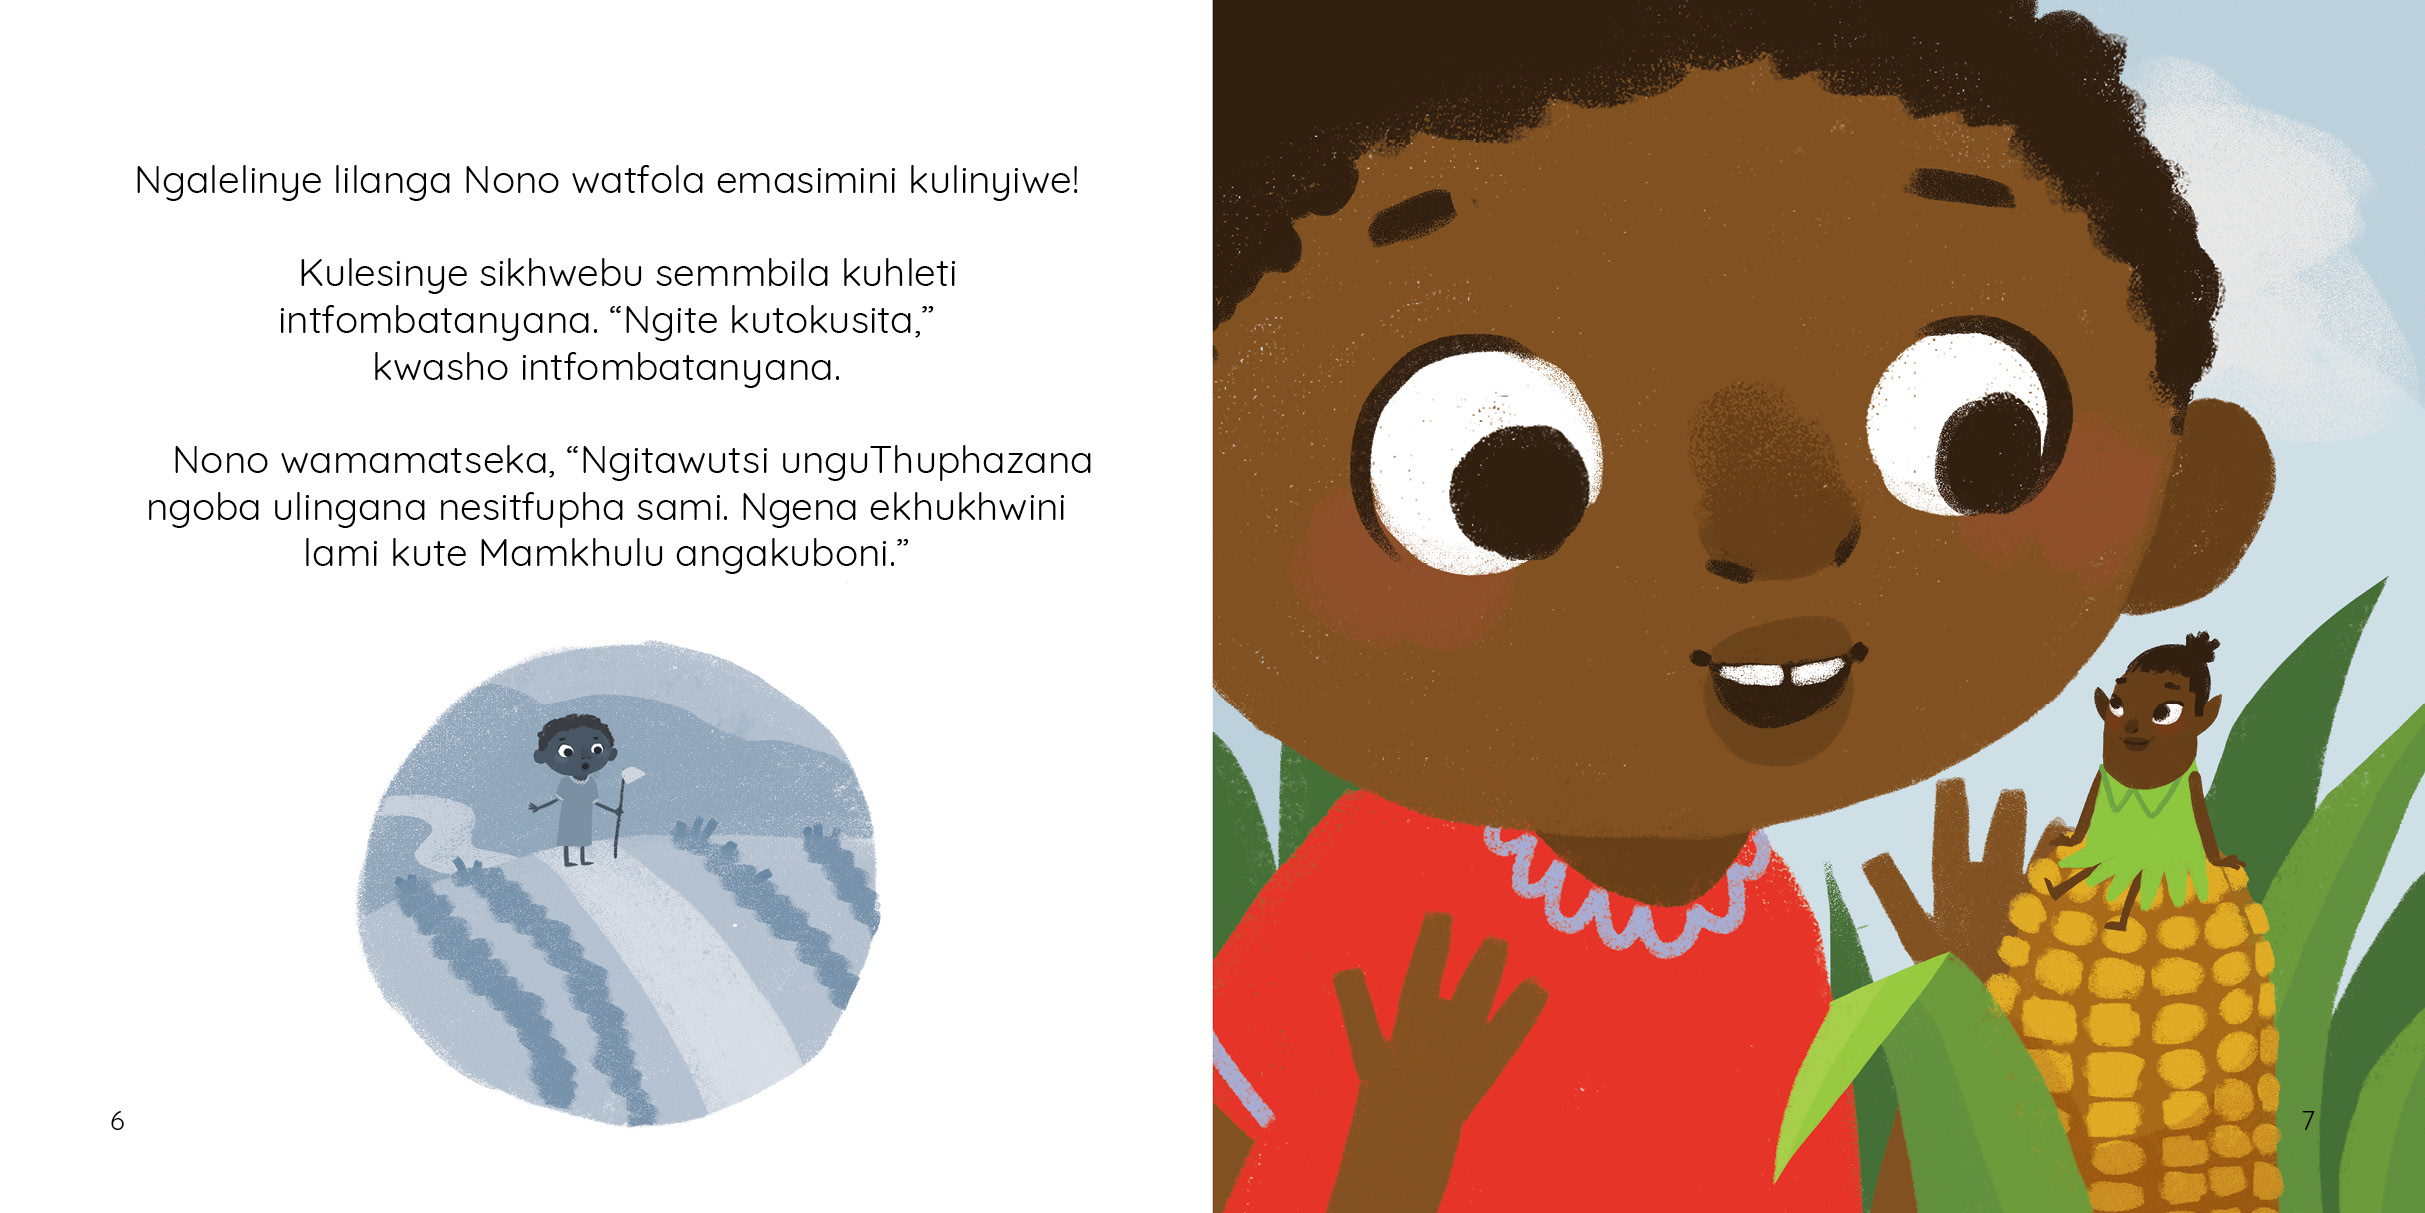 Ngalelinye lilanga Nono watfola emasimini kulinyiwe!
Kulesinye sikhwebu semmbila kuhleti
intfombatanyana. “Ngite kutokusita,”
kwasho intfombatanyana.
Nono wamamatseka, “Ngitawutsi unguThuphazana
ngoba ulingana nesitfupha sami. Ngena ekhukhwini
lami kute Mamkhulu angakuboni.”
6
7